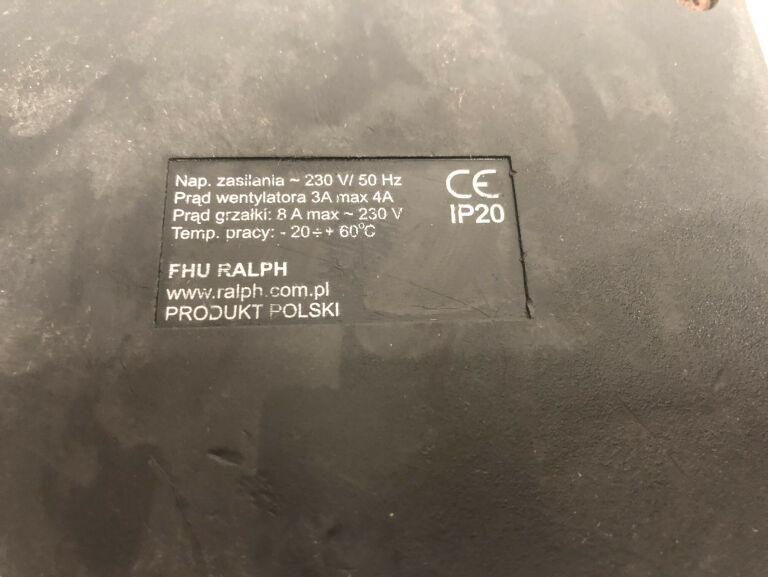 Nap. zasilania ~ 230 V/ 50 Hz
Prąd wentylatora 3A max 4A
Prąd grzałki: 8 A max ~ 230 V
Temp. pracy: - 20 ÷ + 60°C
CE
IP20
FHU RALPH
www.ralph.com.pl
PRODUKT POLSKI